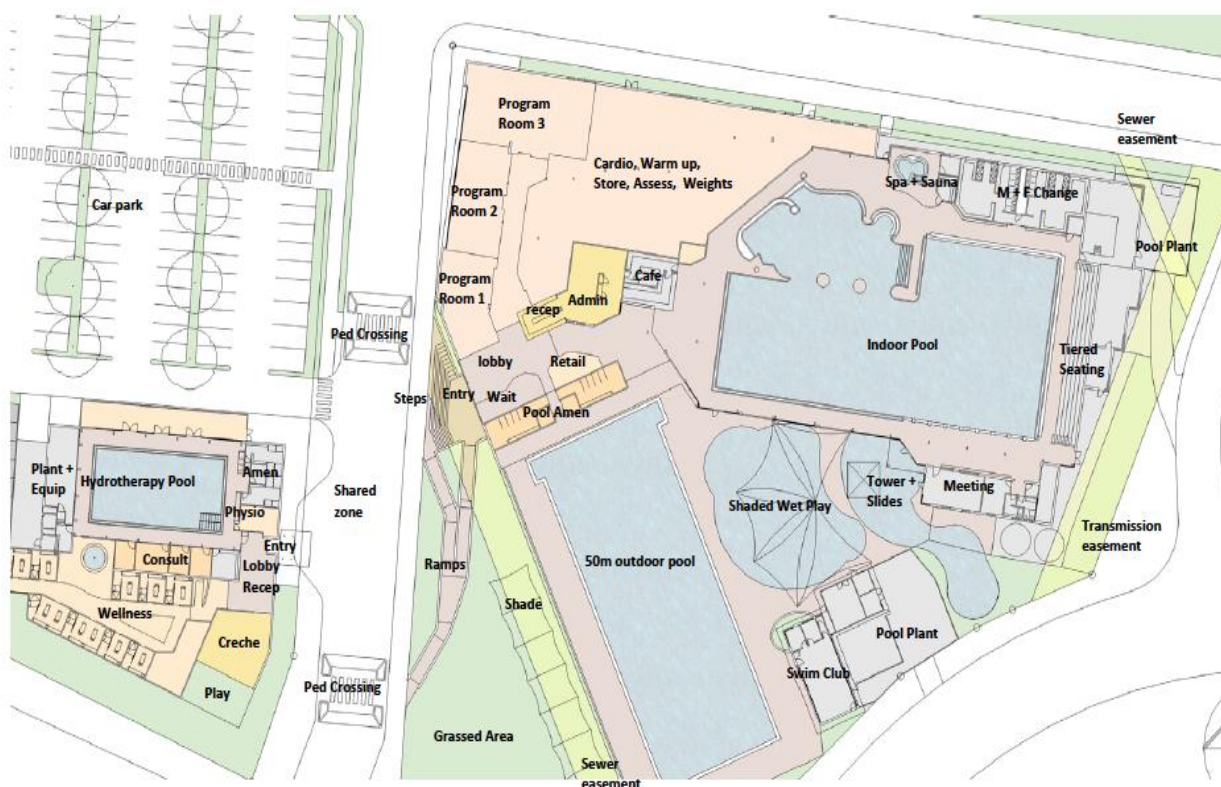 Program
Room 3
Sewer
easement
Cardio, Warm up,
Store, Assess, Weights
Spa + Sauna
M + F Change
Car park
Program
Room 2
Pool Plant
Program
Room 1
Cafe
Admin
recep
Ped Crossing
Indoor Pool
Tiered
Seating
lobby
Retail
Steps
Entry
Wait
Pool Amen
Plant +
Equip
Hydrotherapy Pool
Amen
Physio
Shared
zone
Shaded Wet Play
Tower +
Slides
Meeting
Transmission
easement
Entry
Consult
Lobby
Recep
Ramps
50m outdoor pool
Shade
Wellness
Creche
Pool Plant
Swim Club
Play
Ped Crossing
Grassed Area
Sewer
easement